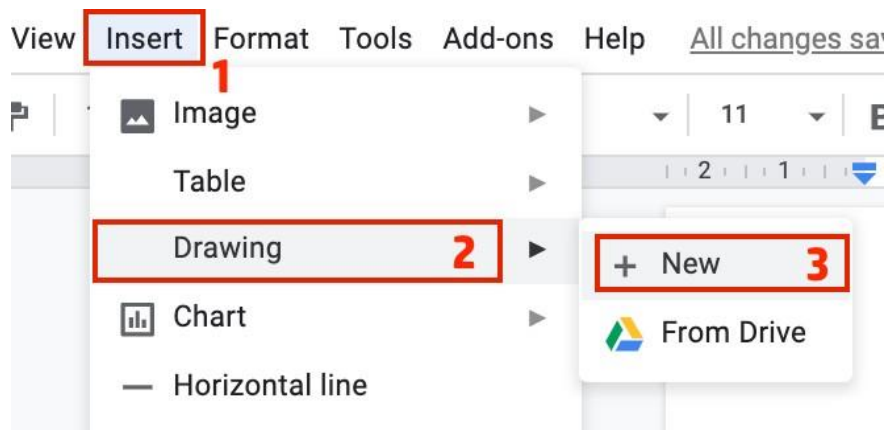 View Insert Format Tools Add-ons Help All changes sav
1
Image
11 B
Table
2 1
Drawing 2
New 3
Chart
From Drive
Horizontal line